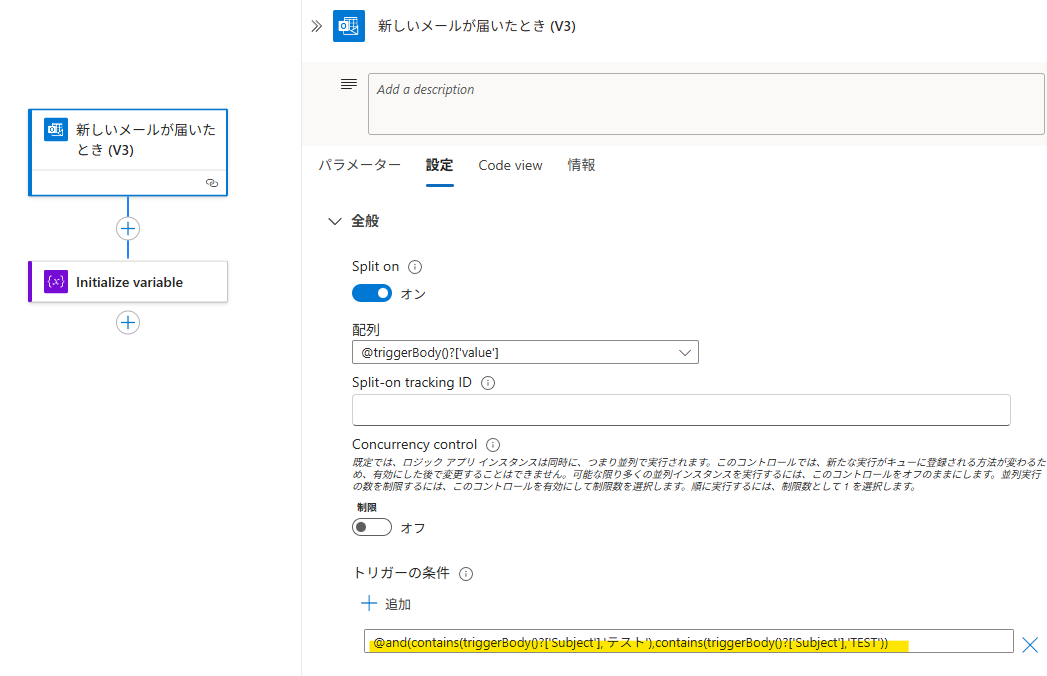 新しいメールが届いたとき (V3)
Add a description
新しいメールが届いた
とき (V3)
Initialize variable
パラメーター 設定 Code view 情報
全般
Split on
オン
配列
@triggerBody()?['value']
Split-on tracking ID
Concurrency control
既定では、ロジック アプリ インスタンスは同時に、つまり並列で実行されます。このコントロールでは、新たな実行がキューに登録される方法が変わるた
め、有効にした後で変更することはできません。可能な限り多くの並列インスタンスを実行するには、このコントロールをオフのままにします。並列実行
の数を制限するには、このコントロールを有効にして制限数を選択します。順に実行するには、制限数として 1 を選択します。
制限
オフ
トリガーの条件
追加
@and(contains(triggerBody()?['Subject'],'テスト'),contains(triggerBody()?['Subject'],'TEST'))